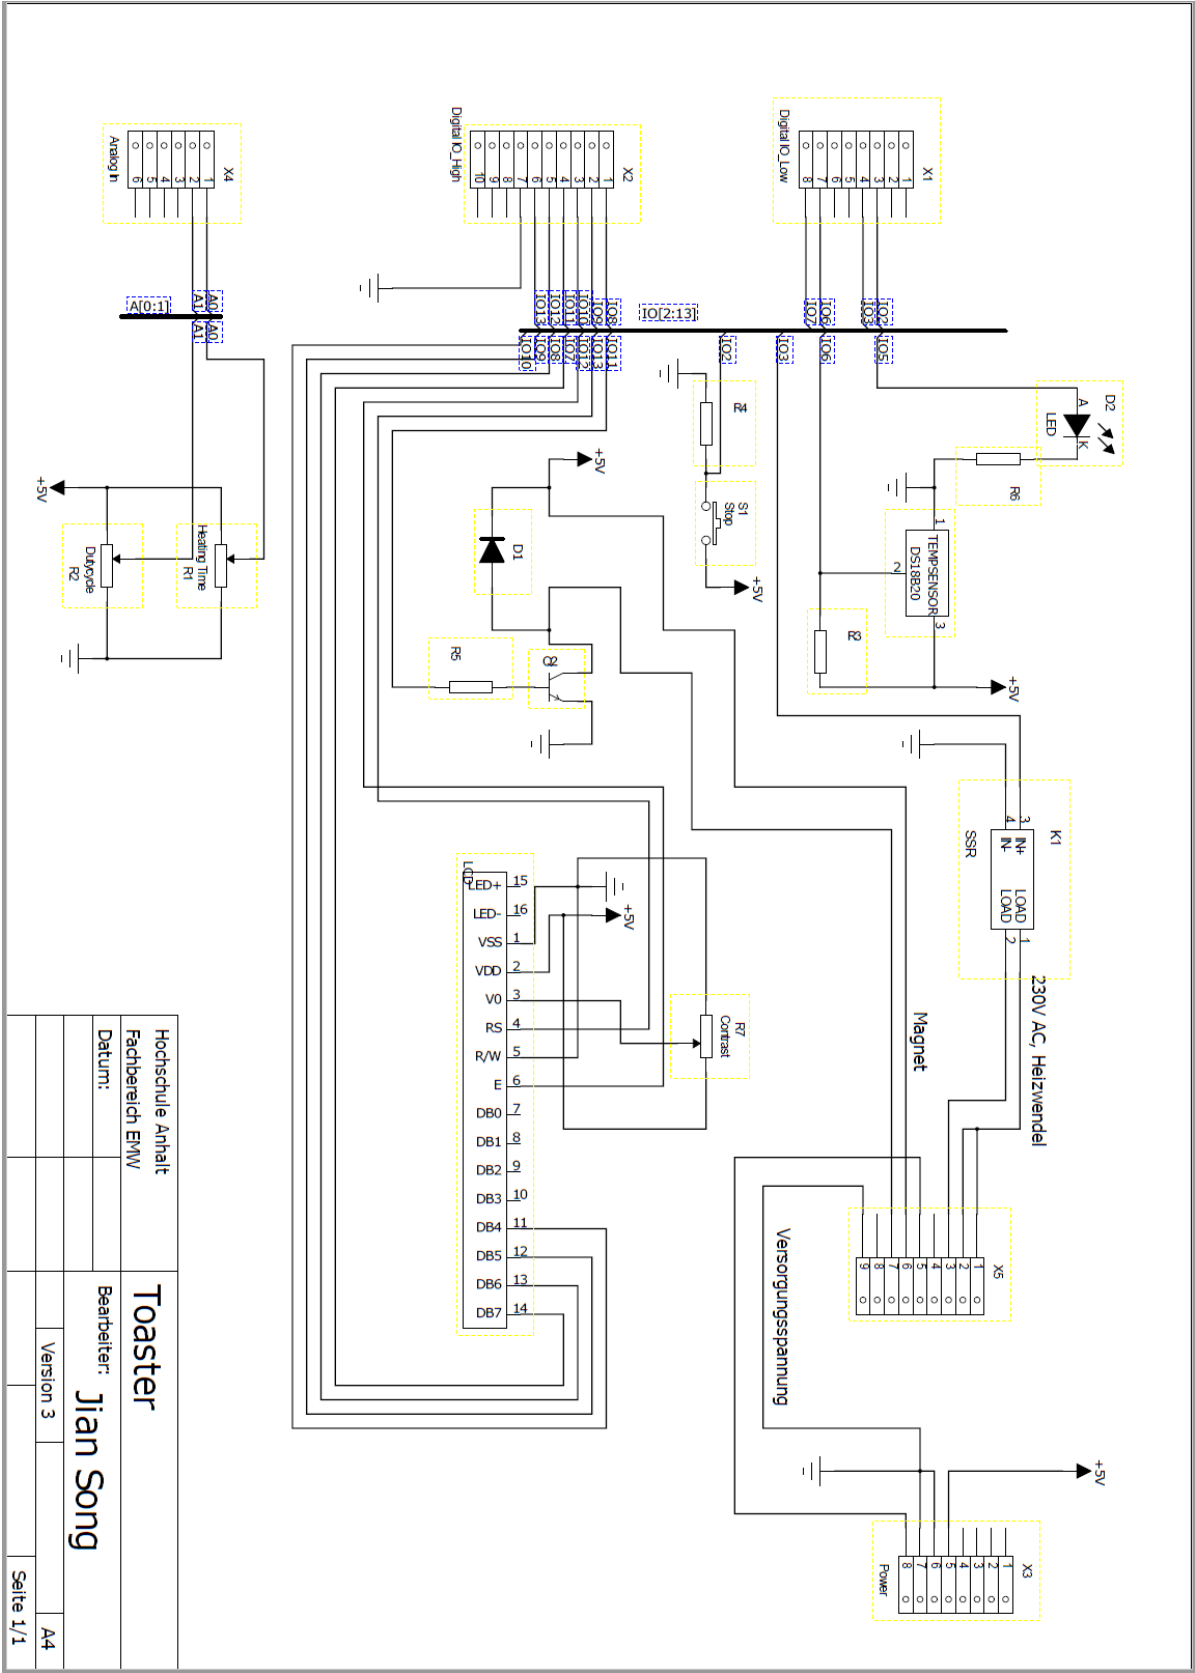 X4
1
2
3
4
5
6
Analog In
X2
1
2
3
4
5
6
7
8
9
10
Digital IO_High
X1
1
2
3
4
5
6
7
8
Digital IO_Low
A[0:1]
A0
A1
A0
A1
IO[2:13]
IO8
IO9
IO10
IO11
IO12
IO13
IO11
IO13
IO12
IO7
IO8
IO9
IO10
IO2
IO3
IO6
IO7
IO2
IO3
IO6
IO5
D2
LED
A
K
R6
TEMPSENSOR
DS18B20
1
2
3
R3
+5V
R4
S1
Stop
+5V
+5V
D1
R5
Q2
+5V
Heating Time
R1
Dutycycle
R2
K1
SSR
3
4
IN+
IN-
LOAD
LOAD
1
2
230V AC, Heizwendel
Magnet
LCD
LED+ 15
LED- 16
VSS 1
VDD 2
V0 3
RS 4
R/W 5
E 6
DB0 7
DB1 8
DB2 9
DB3 10
DB4 11
DB5 12
DB6 13
DB7 14
+5V
R7
Contrast
X5
1
2
3
4
5
6
7
8
9
Versorgungsspannung
+5V
X3
1
2
3
4
5
6
7
8
Power
Hochschule Anhalt
Fachbereich EMW
Datum:
Toaster
Bearbeiter: Jian Song
Version 3
A4
Seite 1/1